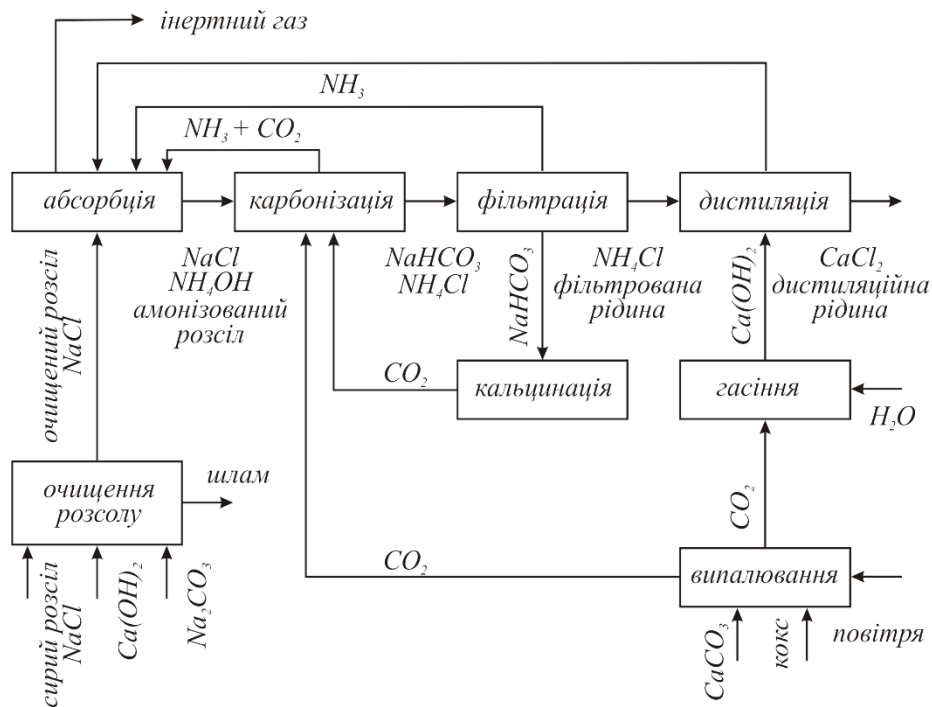 інертний газ
NH₃
NH₃ + CO₂
абсорбція
карбонізація
фільтрація
дистиляція
очищений розсіл
NaCl
NaCl
NH₄OH
амонізований
розсіл
NaHCO₃
NH₄Cl
NaHCO₃
NH₄Cl
фільтрована
рідина
Ca(OH)₂
CaCl₂
дистиляційна
рідина
CO₂
кальцинація
гасіння
H₂O
очищення
розсолу
шлам
CO₂
CO₂
випалювання
сирий розсіл
NaCl
Ca(OH)₂
Na₂CO₃
CaCO₃
кокс
повітря